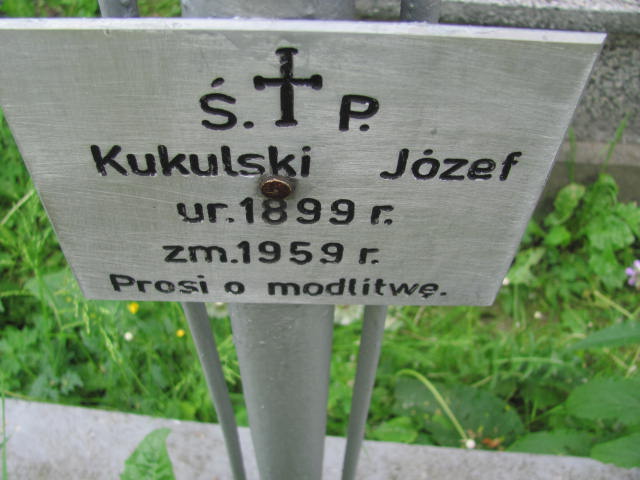 Ś. P.
Kukulski Józef
ur. 1899 r.
zm. 1959 r.
Prosi o modlitwę.